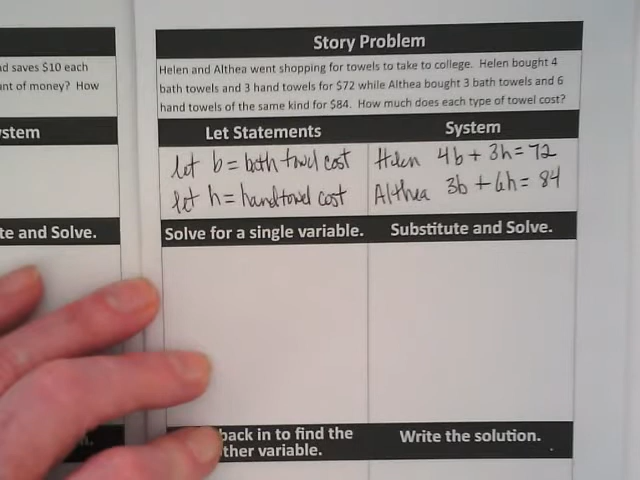 d saves $10 each
nt of money? How
stem
te and Solve.
Story Problem
Helen and Althea went shopping for towels to take to college. Helen bought 4
bath towels and 3 hand towels for $72 while Althea bought 3 bath towels and 6
hand towels of the same kind for $84. How much does each type of towel cost?
Let Statements
System
let b = bath towel cost
let h = hand towel cost
Helen 4b + 3h = 72
Althea 3b + 6h = 84
Solve for a single variable.
Substitute and Solve.
back in to find the
ther variable.
Write the solution.